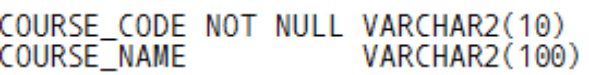 COURSE_CODE NOT NULL VARCHAR2(10)
COURSE_NAME          VARCHAR2(100)